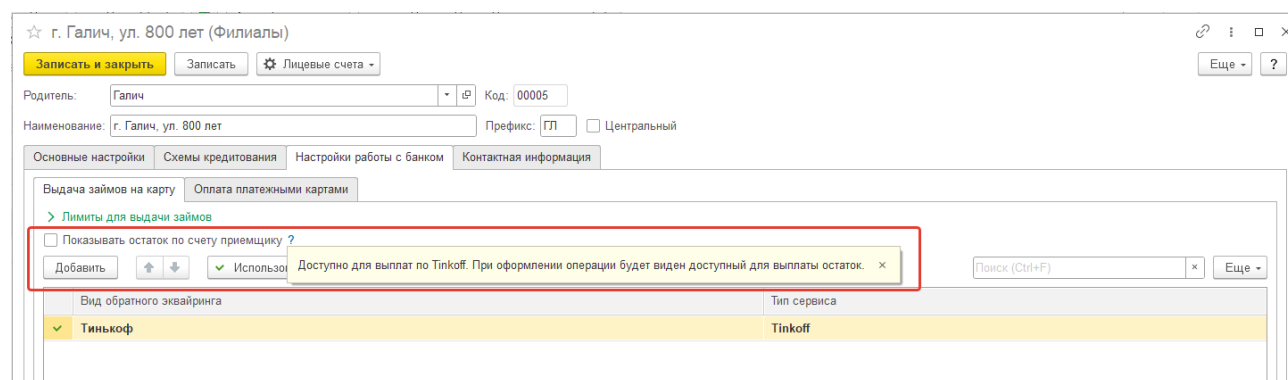 г. Галич, ул. 800 лет (Филиалы)
Записать и закрыть Записать Лицевые счета Еще ?
Родитель: Галич Код: 00005
Наименование: г. Галич, ул. 800 лет Префикс: ГЛ Центральный
Основные настройки Схемы кредитования Настройки работы с банком Контактная информация
Выдача займов на карту Оплата платежными картами
Лимиты для выдачи займов
Показывать остаток по счету приемщику ?
Добавить Использо Доступно для выплат по Tinkoff. При оформлении операции будет виден доступный для выплаты остаток. × Поиск (Ctrl+F) × Еще
Вид обратного эквайринга Тип сервиса
Тинькоф Tinkoff